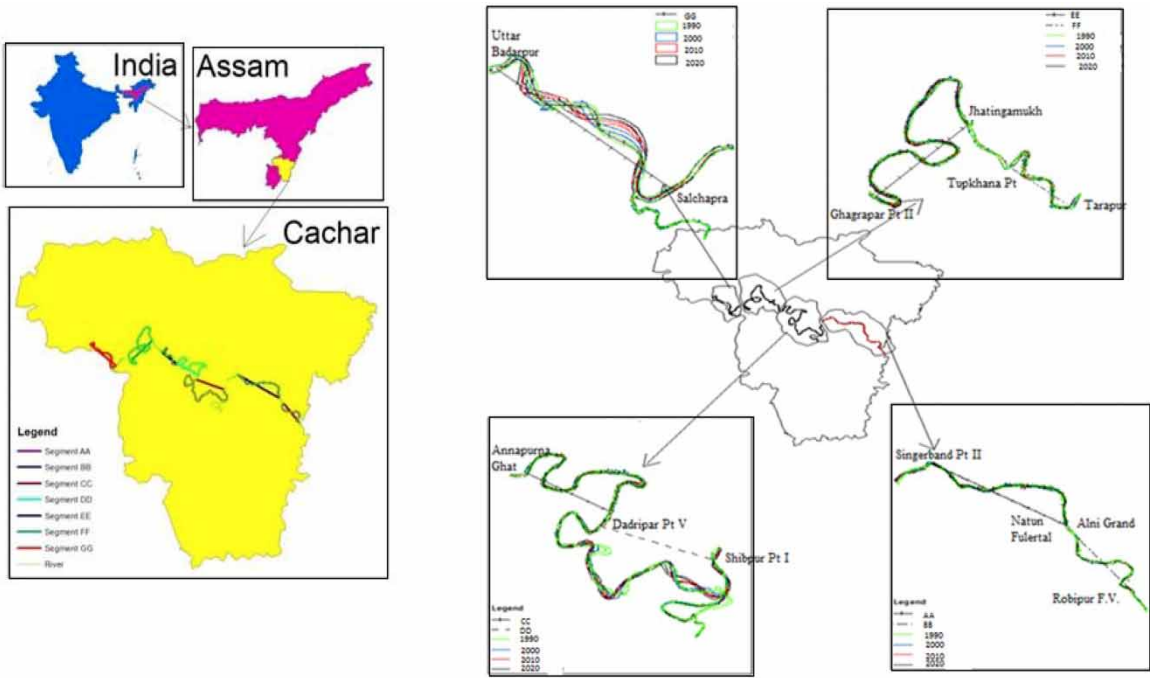 India
Assam
Cachar
Legend
Segment AA
Segment BB
Segment CC
Segment DD
Segment EE
Segment FF
Segment GG
River
Uttar
Badarpur
GG
1990
2000
2010
2020
Salchapra
EE
FF
1990
2000
2010
2020
Jhatingamukh
Tupkhana Pt
Ghagrapar Pt II
Tarapur
Annapurna
Ghat
Dadripar Pt V
Shibpur Pt I
Legend
CC
DD
1990
2000
2010
2020
Singerband Pt II
Natun
Fulertal
Alni Grand
Robipur F.V.
Legend
AA
BB
1990
2000
2010
2020